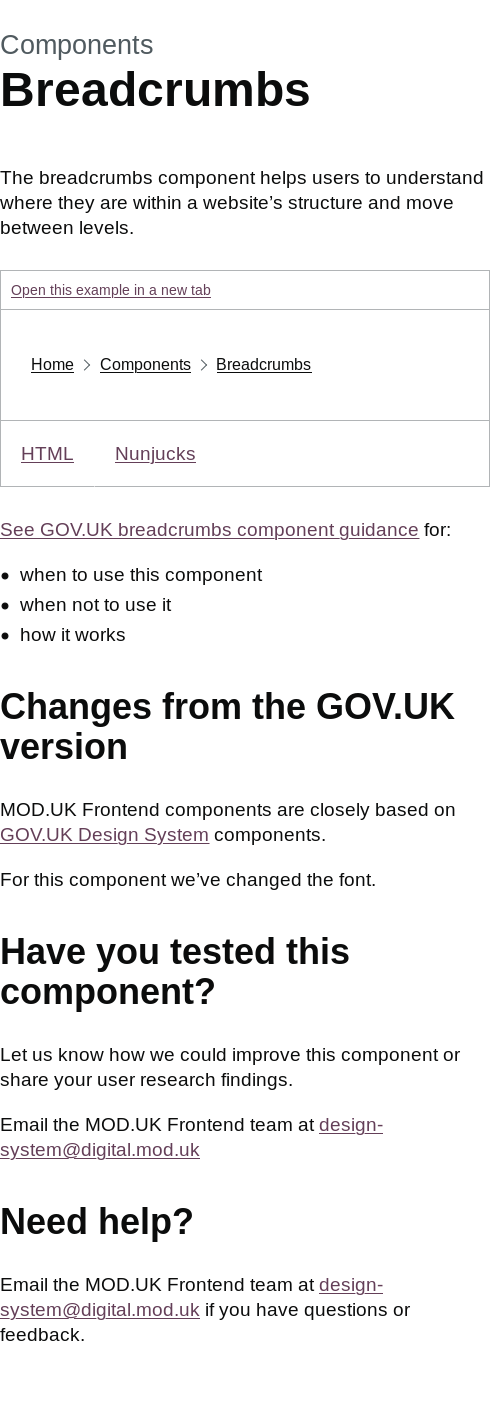 Components
Breadcrumbs
The breadcrumbs component helps users to understand
where they are within a website’s structure and move
between levels.
Open this example in a new tab
Home Components Breadcrumbs
HTML Nunjucks
See GOV.UK breadcrumbs component guidance for:
when to use this component
when not to use it
how it works
Changes from the GOV.UK
version
MOD.UK Frontend components are closely based on
GOV.UK Design System components.
For this component we’ve changed the font.
Have you tested this
component?
Let us know how we could improve this component or
share your user research findings.
Email the MOD.UK Frontend team at design-
system@digital.mod.uk
Need help?
Email the MOD.UK Frontend team at design-
system@digital.mod.uk if you have questions or
feedback.